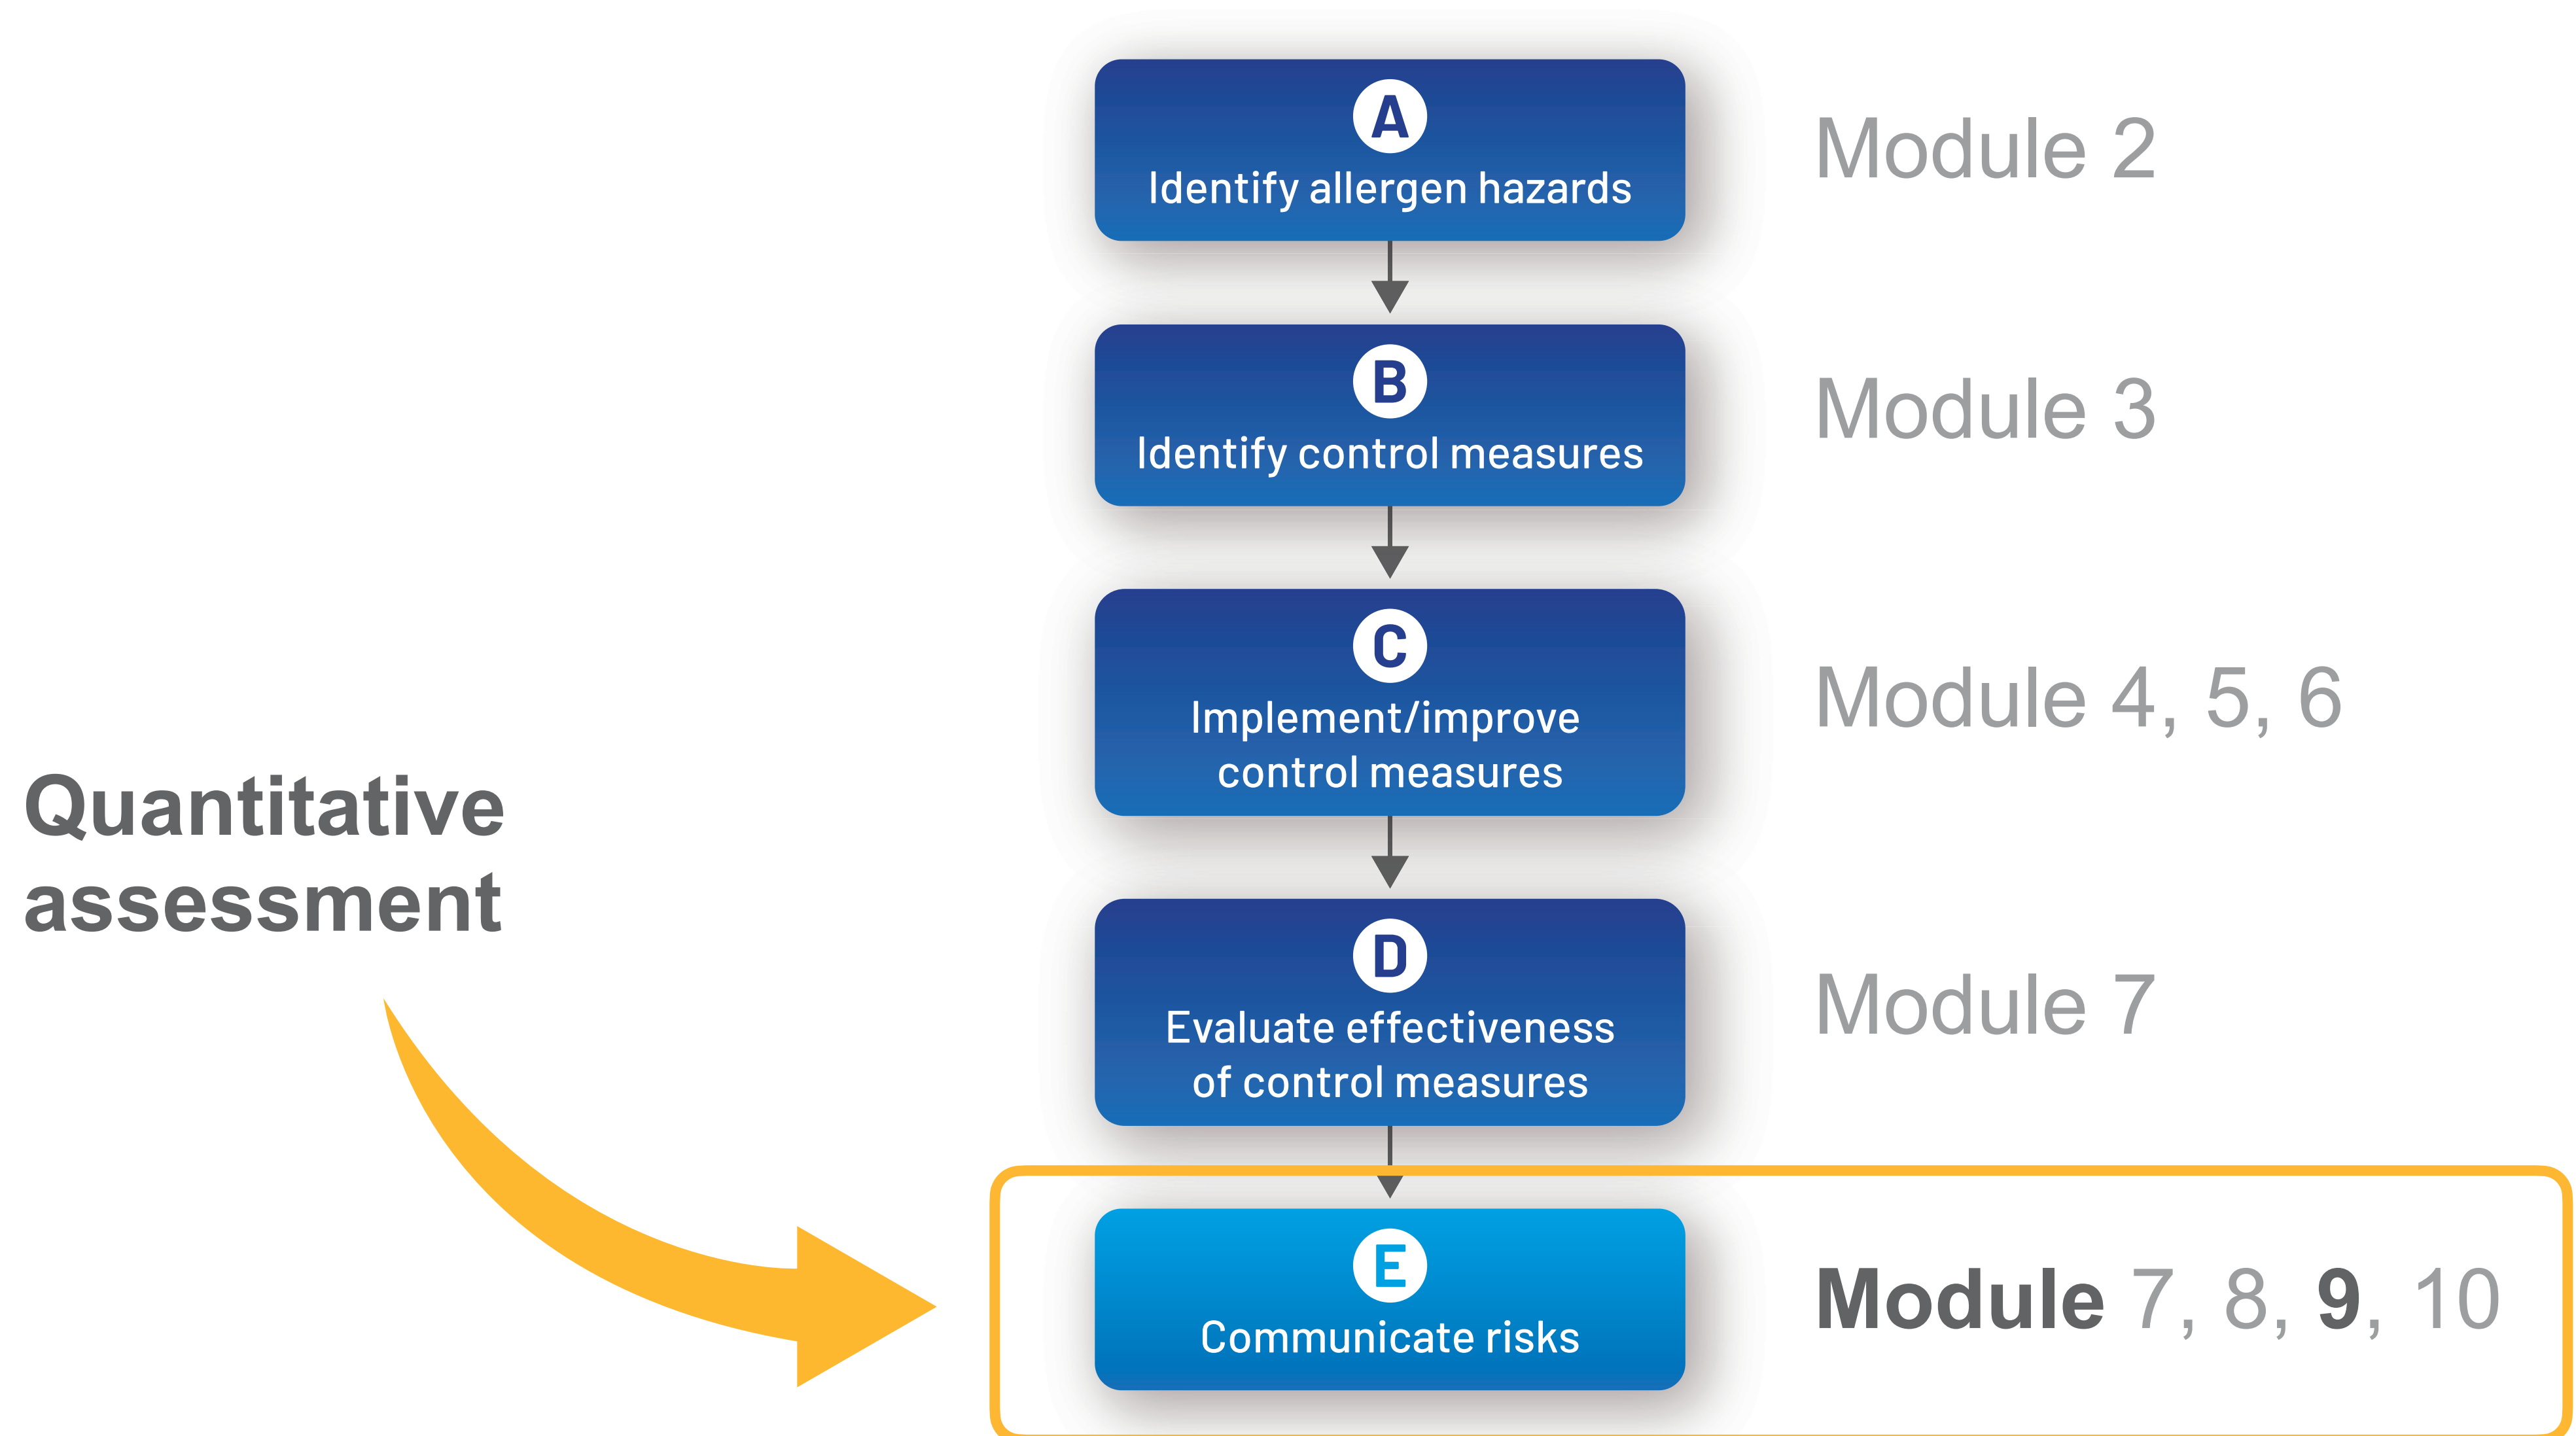 A
Identify allergen hazards
Module 2
B
Identify control measures
Module 3
C
Implement/improve
control measures
Module 4, 5, 6
Quantitative
assessment
D
Evaluate effectiveness
of control measures
Module 7
E
Communicate risks
Module 7, 8, 9, 10